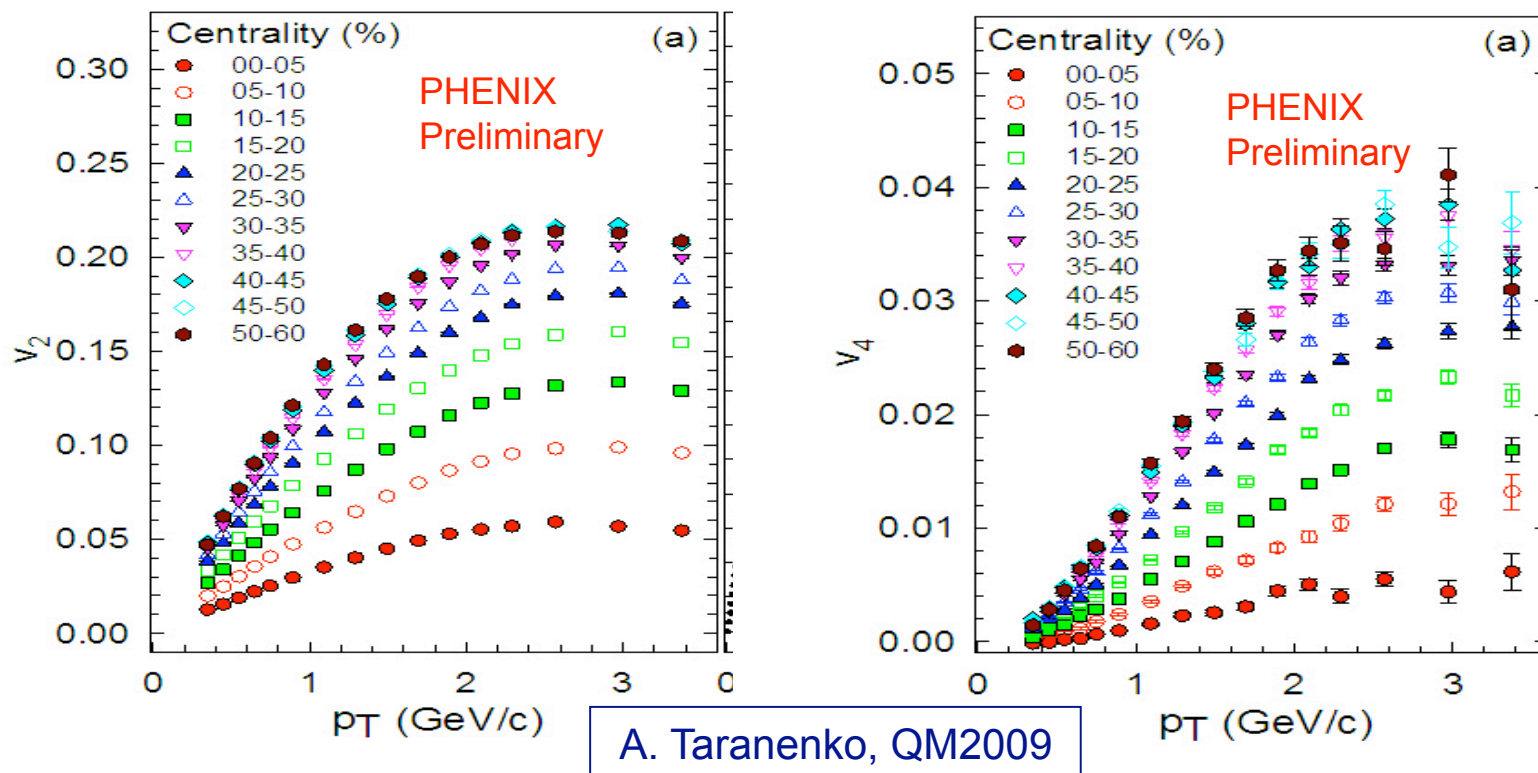 Centrality (%) (a)
00-05
05-10
10-15
15-20
20-25
25-30
30-35
35-40
40-45
45-50
50-60
PHENIX
Preliminary
0.30
0.25
0.20
0.15
0.10
0.05
0.00
v2
0 1 2 3 0
pT (GeV/c)
Centrality (%) (a)
00-05
05-10
10-15
15-20
20-25
25-30
30-35
35-40
40-45
45-50
50-60
PHENIX
Preliminary
0.05
0.04
0.03
0.02
0.01
0.00
v4
0 1 2 3
pT (GeV/c)
A. Taranenko, QM2009